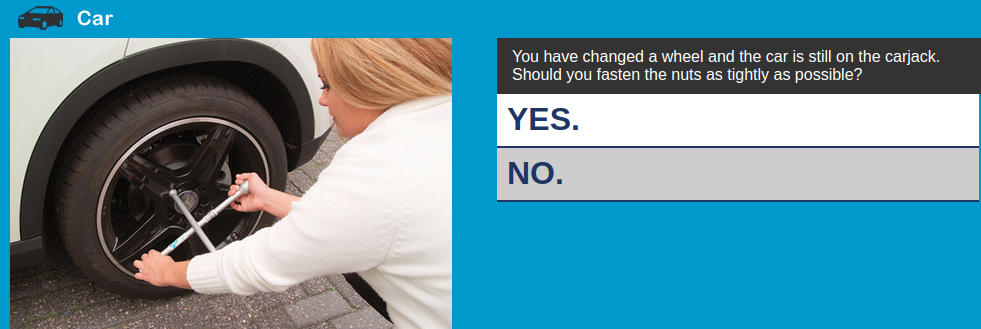 Car
You have changed a wheel and the car is still on the carjack.
Should you fasten the nuts as tightly as possible?
YES.
NO.